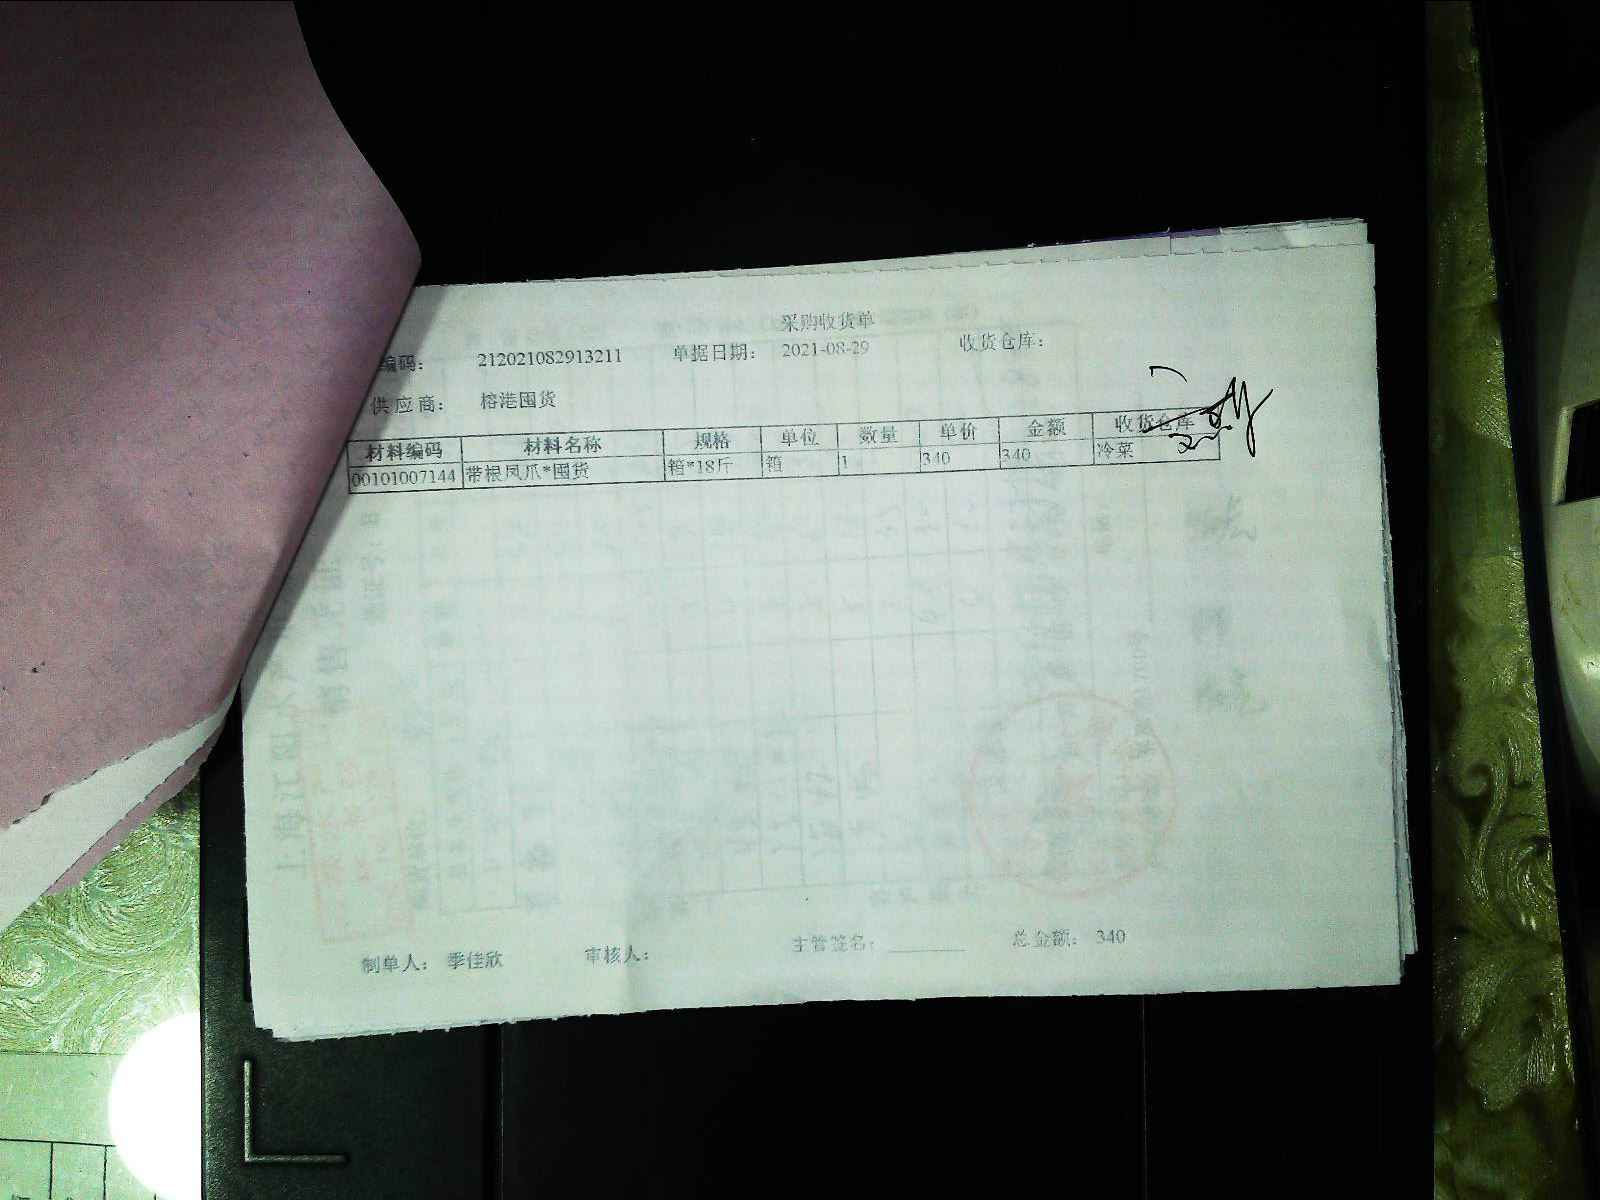 采购收货单
编码： 212021082913211 单据日期： 2021-08-29 收货仓库：
供应商： 榕港囤货
材料编码 材料名称 规格 单位 数量 单价 金额 收货仓库
00101007144 带根凤爪*囤货 箱*18斤 箱 1 340 340 冷菜
制单人： 季佳欣 审核人： 主管签名： 总金额： 340